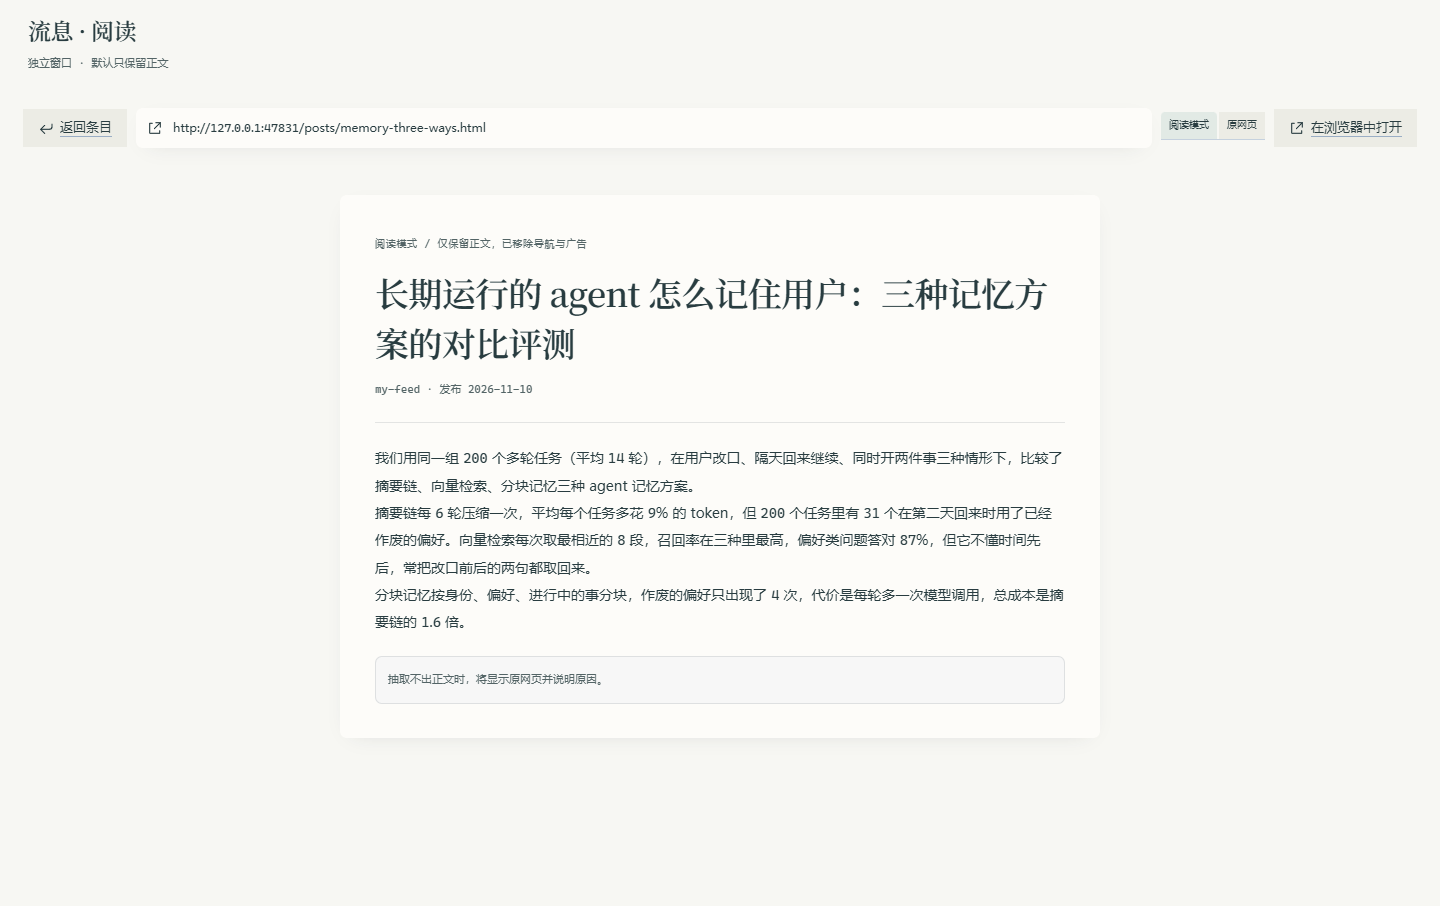 流息 · 阅读
独立窗口 · 默认只保留正文
返回条目
http://127.0.0.1:47831/posts/memory-three-ways.html
阅读模式
原网页
在浏览器中打开
阅读模式 / 仅保留正文，已移除导航与广告
长期运行的 agent 怎么记住用户：三种记忆方
案的对比评测
my-feed · 发布 2026-11-10
我们用同一组 200 个多轮任务（平均 14 轮），在用户改口、隔天回来继续、同时开两件事三种情形下，比较了
摘要链、向量检索、分块记忆三种 agent 记忆方案。
摘要链每 6 轮压缩一次，平均每个任务多花 9% 的 token，但 200 个任务里有 31 个在第二天回来时用了已经
作废的偏好。向量检索每次取最相近的 8 段，召回率在三种里最高，偏好类问题答对 87%，但它不懂时间先
后，常把改口前后的两句都取回来。
分块记忆按身份、偏好、进行中的事分块，作废的偏好只出现了 4 次，代价是每轮多一次模型调用，总成本是摘
要链的 1.6 倍。
抽取不出正文时，将显示原网页并说明原因。